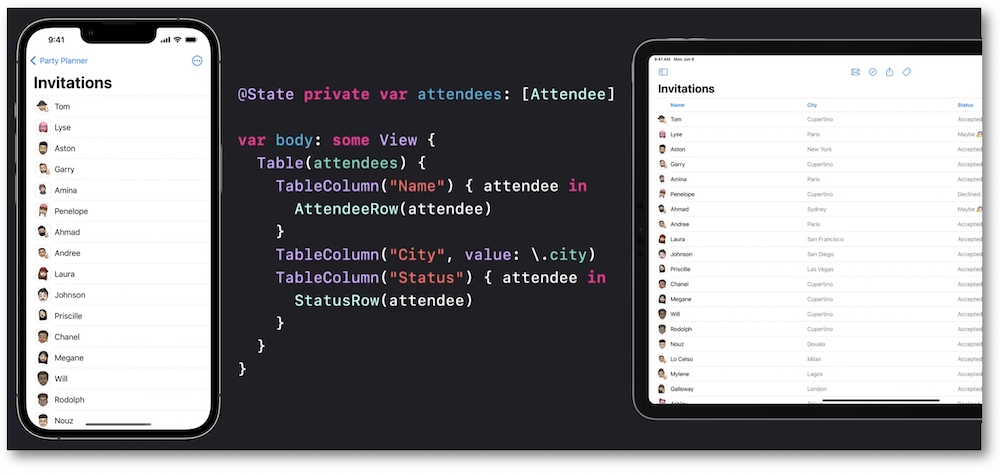 9:41
Party Planner
Invitations
Tom
Lyse
Aston
Garry
Amina
Penelope
Ahmad
Andree
Laura
Johnson
Priscille
Chanel
Megane
Will
Rodolph
Nouz
@State private var attendees: [Attendee]
var body: some View {
Table(attendees) {
TableColumn("Name") { attendee in
AttendeeRow(attendee)
}
TableColumn("City", value: \.city)
TableColumn("Status") { attendee in
StatusRow(attendee)
}
}
}
9:41 AM Mon Jun 6
Invitations
Name City Status
Tom Cupertino Accepted
Lyse Paris Maybe
Aston New York Accepted
Garry Cupertino Accepted
Amina Paris Accepted
Penelope Cupertino Declined
Ahmad Sydney Maybe
Andree Paris Accepted
Laura San Francisco Accepted
Johnson San Diego Accepted
Priscille Las Vegas Accepted
Chanel Cupertino Accepted
Megane Cupertino Accepted
Will Cupertino Accepted
Rodolph Cupertino Accepted
Nouz Douala Accepted
Lo Celso Milan Accepted
Mylene Lagos Accepted
Galloway London Accepted